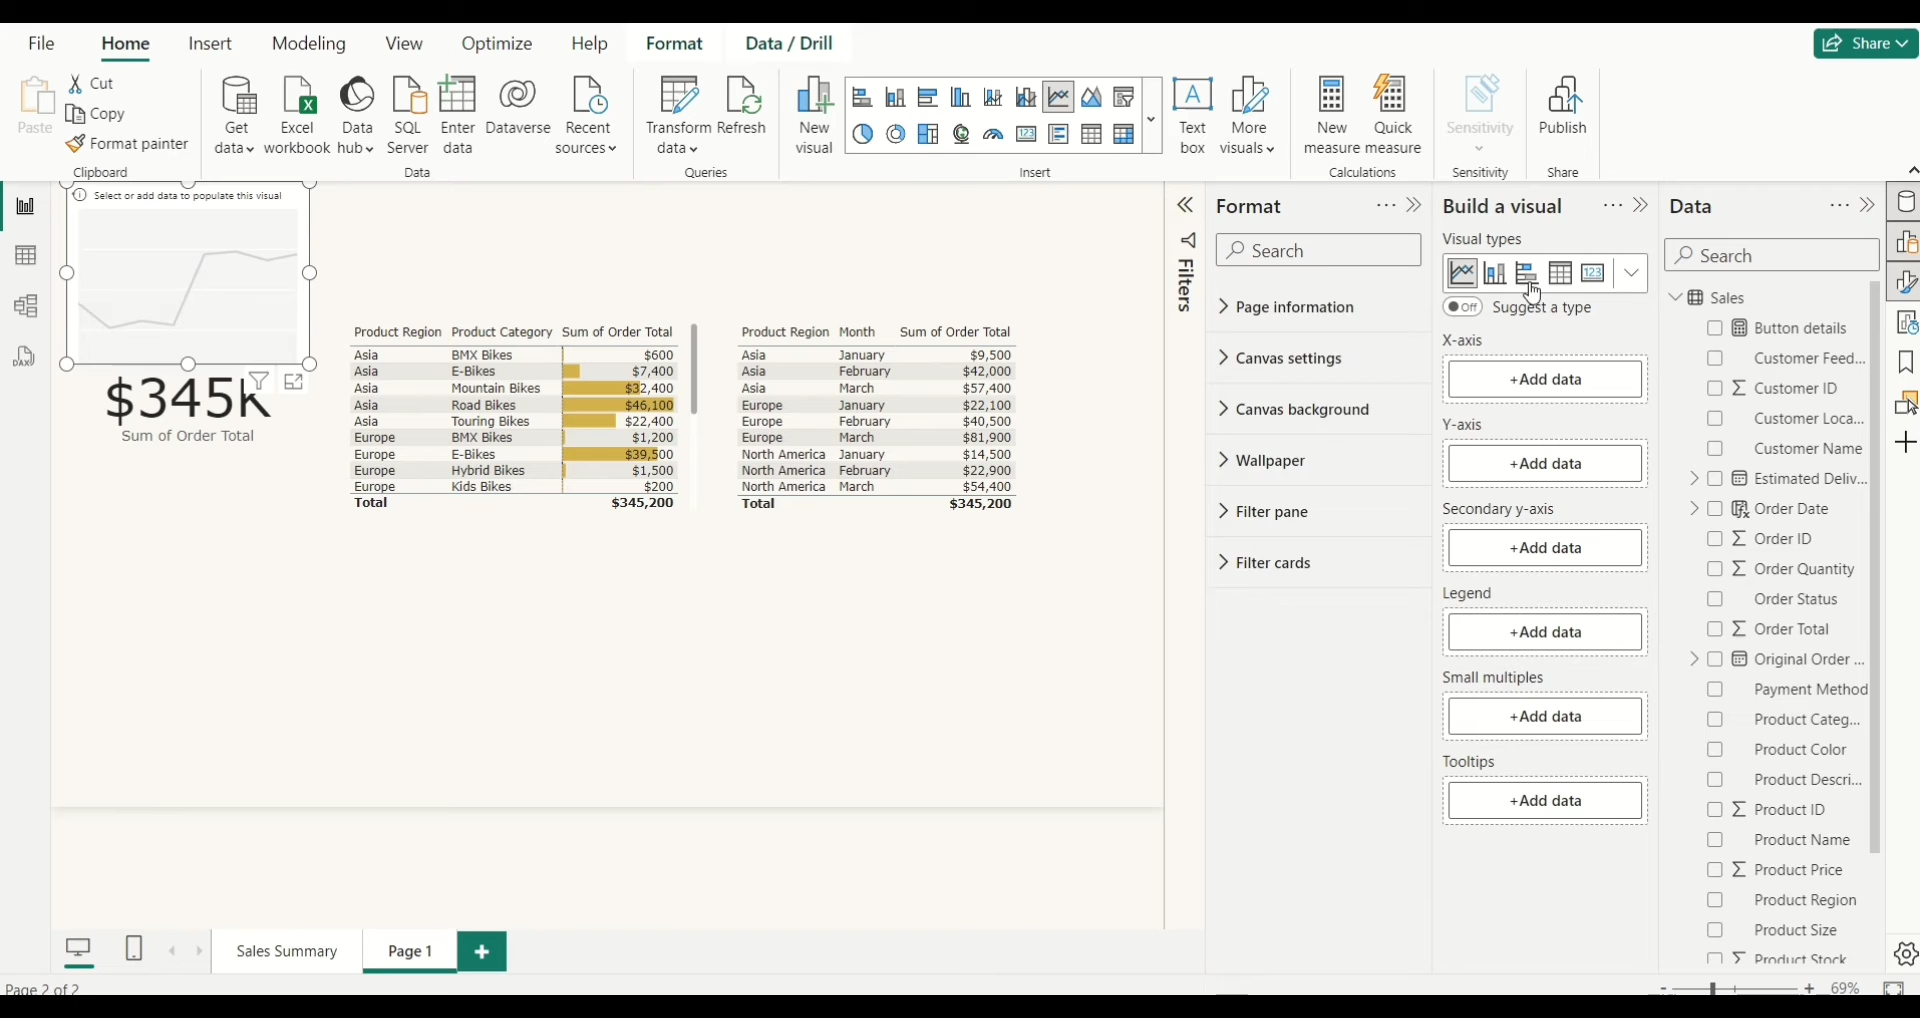 File Home Insert Modeling View Optimize Help Format Data / Drill Share
Paste
Cut
Copy
Format painter
Clipboard
Get data
Excel workbook
Data hub
SQL Server
Enter data
Dataverse
Recent sources
Data
Transform data
Refresh
Queries
New visual
Text box
More visuals
Insert
New measure
Quick measure
Calculations
Sensitivity
Sensitivity
Publish
Share
Select or add data to populate this visual
$345K
Sum of Order Total
Product Region Product Category Sum of Order Total
Asia BMX Bikes $600
Asia E-Bikes $7,400
Asia Mountain Bikes $32,400
Asia Road Bikes $46,100
Asia Touring Bikes $22,400
Europe BMX Bikes $1,200
Europe E-Bikes $39,500
Europe Hybrid Bikes $1,500
Europe Kids Bikes $200
Total $345,200
Product Region Month Sum of Order Total
Asia January $9,500
Asia February $42,000
Asia March $57,400
Europe January $22,100
Europe February $40,500
Europe March $81,900
North America January $14,500
North America February $22,900
North America March $54,400
Total $345,200
Filters
Format
Search
Page information
Canvas settings
Canvas background
Wallpaper
Filter pane
Filter cards
Build a visual
Visual types
Off Suggest a type
X-axis
+Add data
Y-axis
+Add data
Secondary y-axis
+Add data
Legend
+Add data
Small multiples
+Add data
Tooltips
+Add data
Data
Search
Sales
Button details
Customer Feed...
Customer ID
Customer Loca...
Customer Name
Estimated Deliv...
Order Date
Order ID
Order Quantity
Order Status
Order Total
Original Order ...
Payment Method
Product Categ...
Product Color
Product Descri...
Product ID
Product Name
Product Price
Product Region
Product Size
Product Stock
Sales Summary Page 1
Page 2 of 2
69%